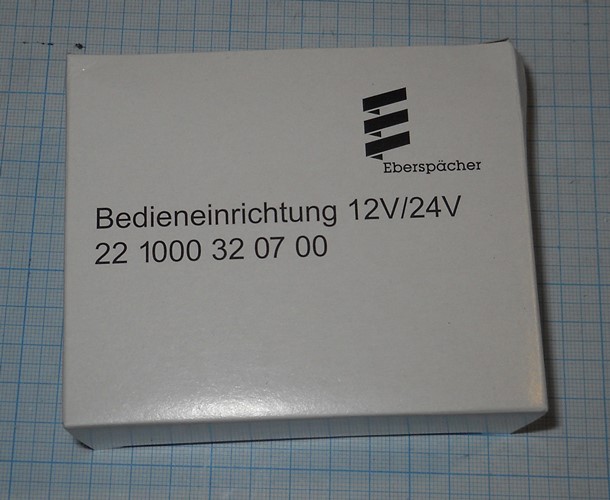 Eberspächer
Bedieneinrichtung 12V/24V
22 1000 32 07 00